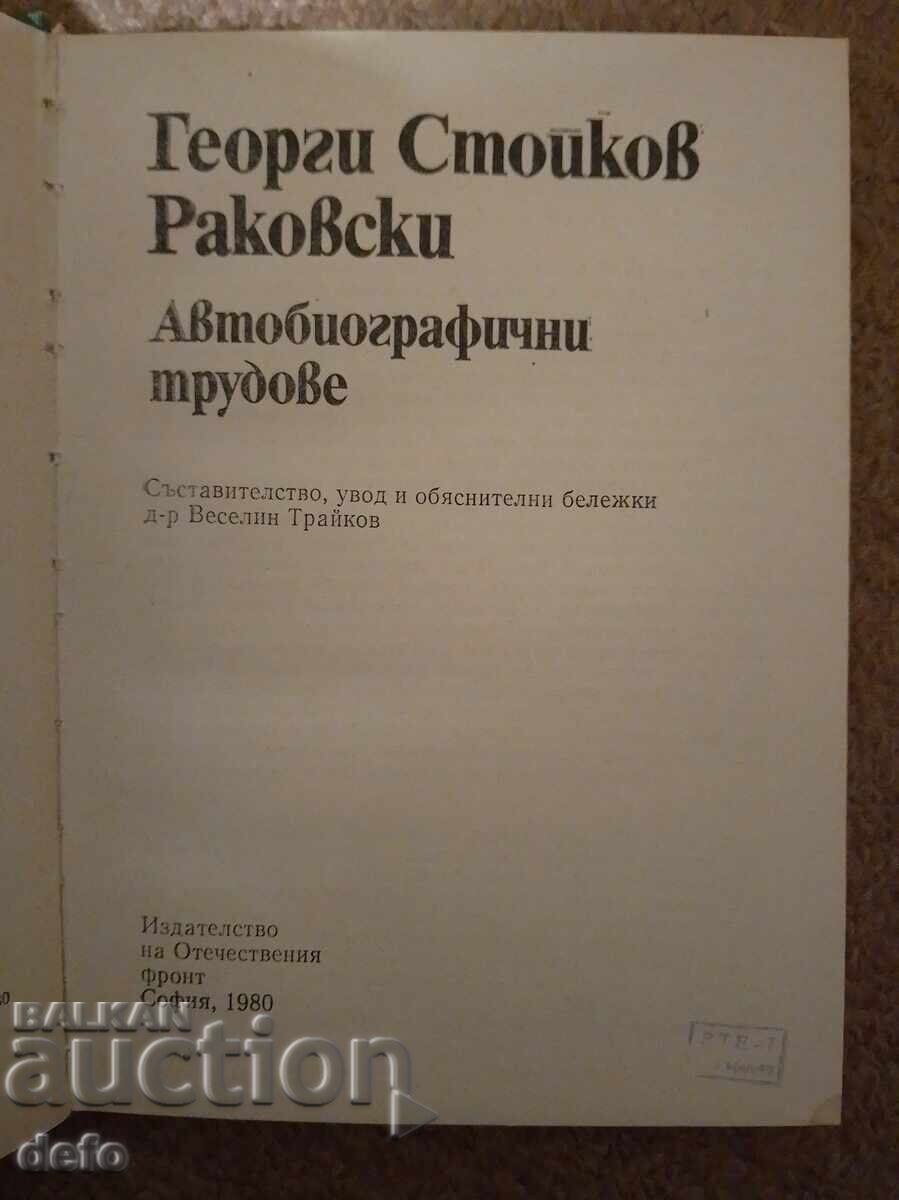 Георги Стойков
Раковски
Автобиографични
трудове
Съставителство, увод и обяснителни бележки
д-р Веселин Трайков
Издателство
на Отечествения
фронт
София, 1980
BALKAN
auction
defo